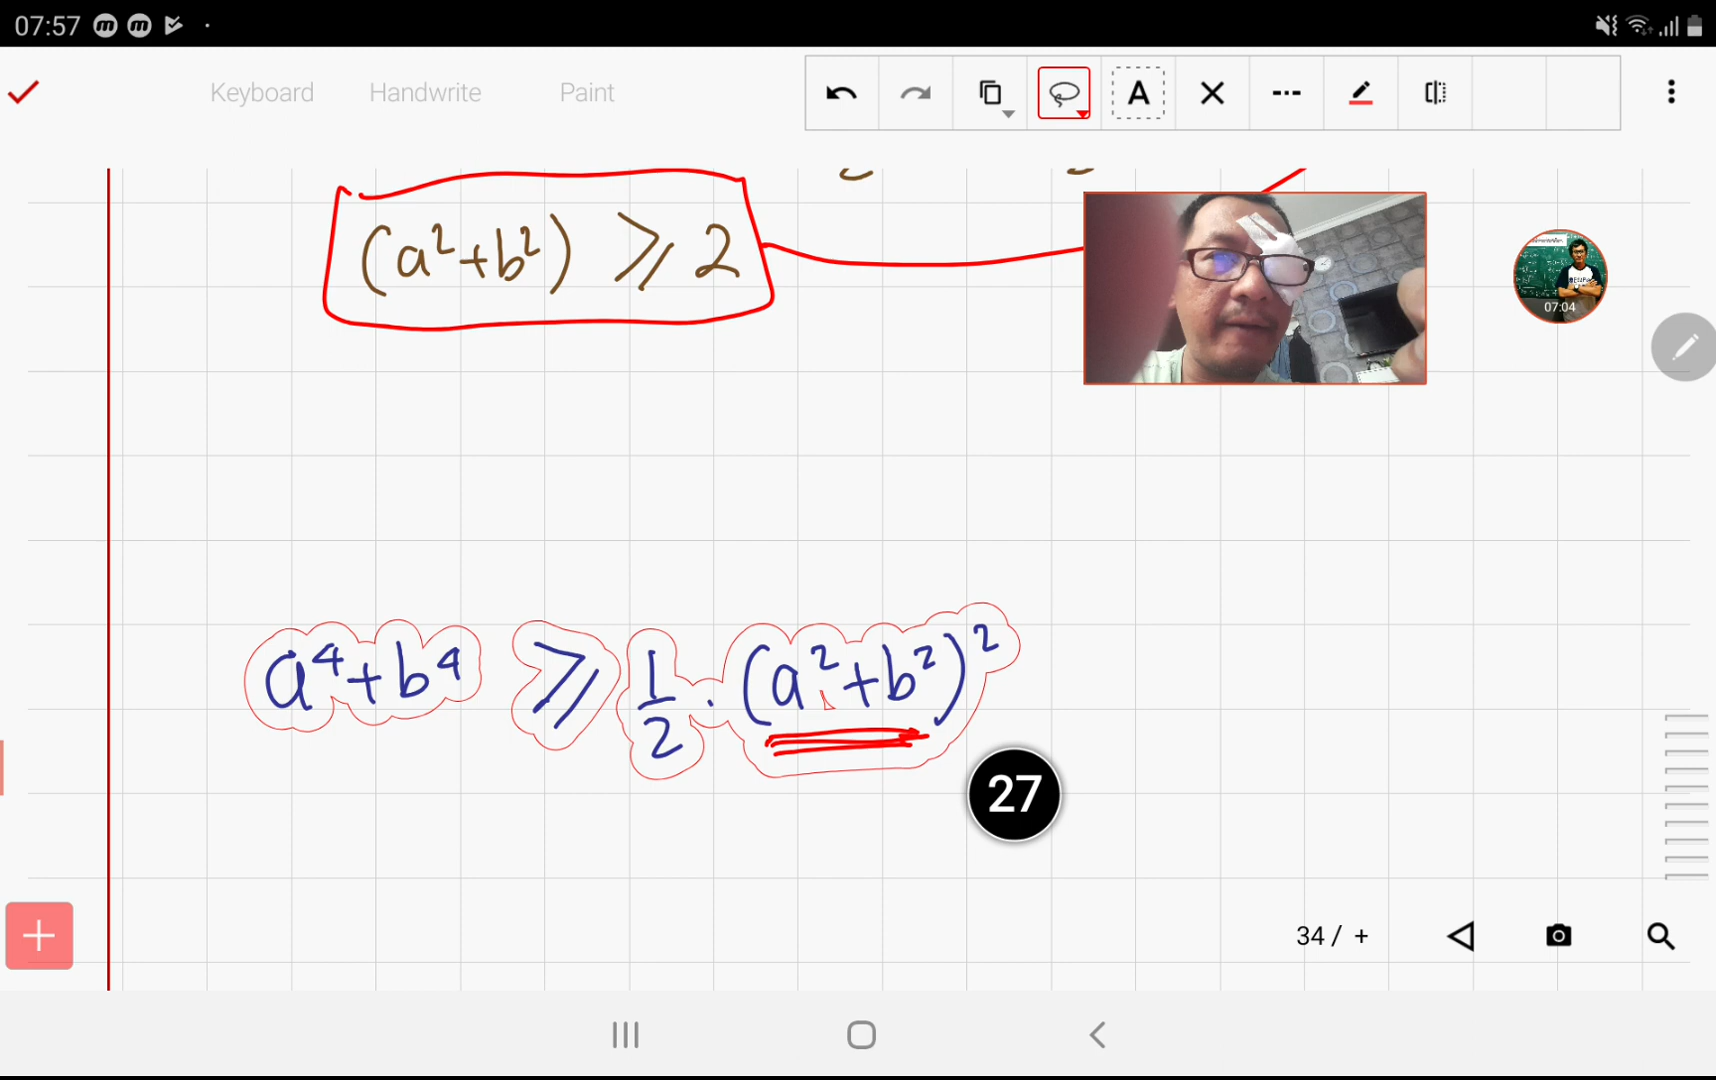 07:57
Keyboard Handwrite Paint
A
(a²+b²) ⩾ 2
07:04
a⁴+b⁴ ⩾ 1/2 · (a²+b²)²
27
34 / +